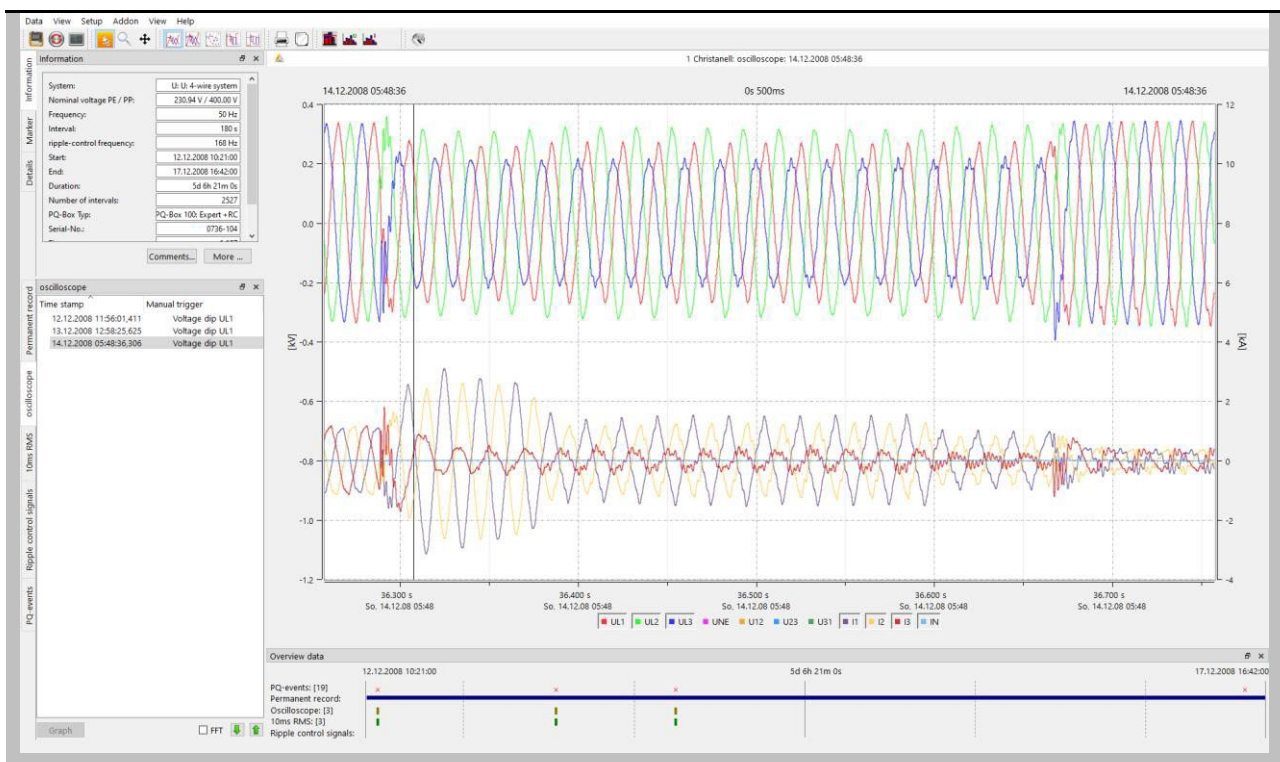 Data View Setup Addon View Help
Information
System: U: U: 4-wire system
Nominal voltage PE / PP: 230.94 V / 400.00 V
Frequency: 50 Hz
Interval: 180 s
ripple-control frequency: 168 Hz
Start: 12.12.2008 10:21:00
End: 17.12.2008 16:42:00
Duration: 5d 6h 21m 0s
Number of intervals: 2527
PQ-Box Typ: PQ-Box 100: Expert +RC
Serial-No.: 0736-104
Comments... More ...
Information
Marker
Details
oscilloscope
Time stamp Manual trigger
12.12.2008 11:56:01,411 Voltage dip UL1
13.12.2008 12:58:25,625 Voltage dip UL1
14.12.2008 05:48:36,306 Voltage dip UL1
Permanent record
oscilloscope
10ms RMS
Ripple control signals
PQ-events
Graph FFT
1 Christanell: oscilloscope: 14.12.2008 05:48:36
14.12.2008 05:48:36 0s 500ms 14.12.2008 05:48:36
0.4 12
0.2 10
0.0 8
-0.2 6
[kV] -0.4 4 [kA]
-0.6 2
-0.8 0
-1.0 -2
-1.2 -4
36.300 s 36.400 s 36.500 s 36.600 s 36.700 s
So. 14.12.08 05:48 So. 14.12.08 05:48 So. 14.12.08 05:48 So. 14.12.08 05:48 So. 14.12.08 05:48
UL1 UL2 UL3 UNE U12 U23 U31 I1 I2 I3 IN
Overview data
12.12.2008 10:21:00 5d 6h 21m 0s 17.12.2008 16:42:00
PQ-events: [19]
Permanent record:
Oscilloscope: [3]
10ms RMS: [3]
Ripple control signals: